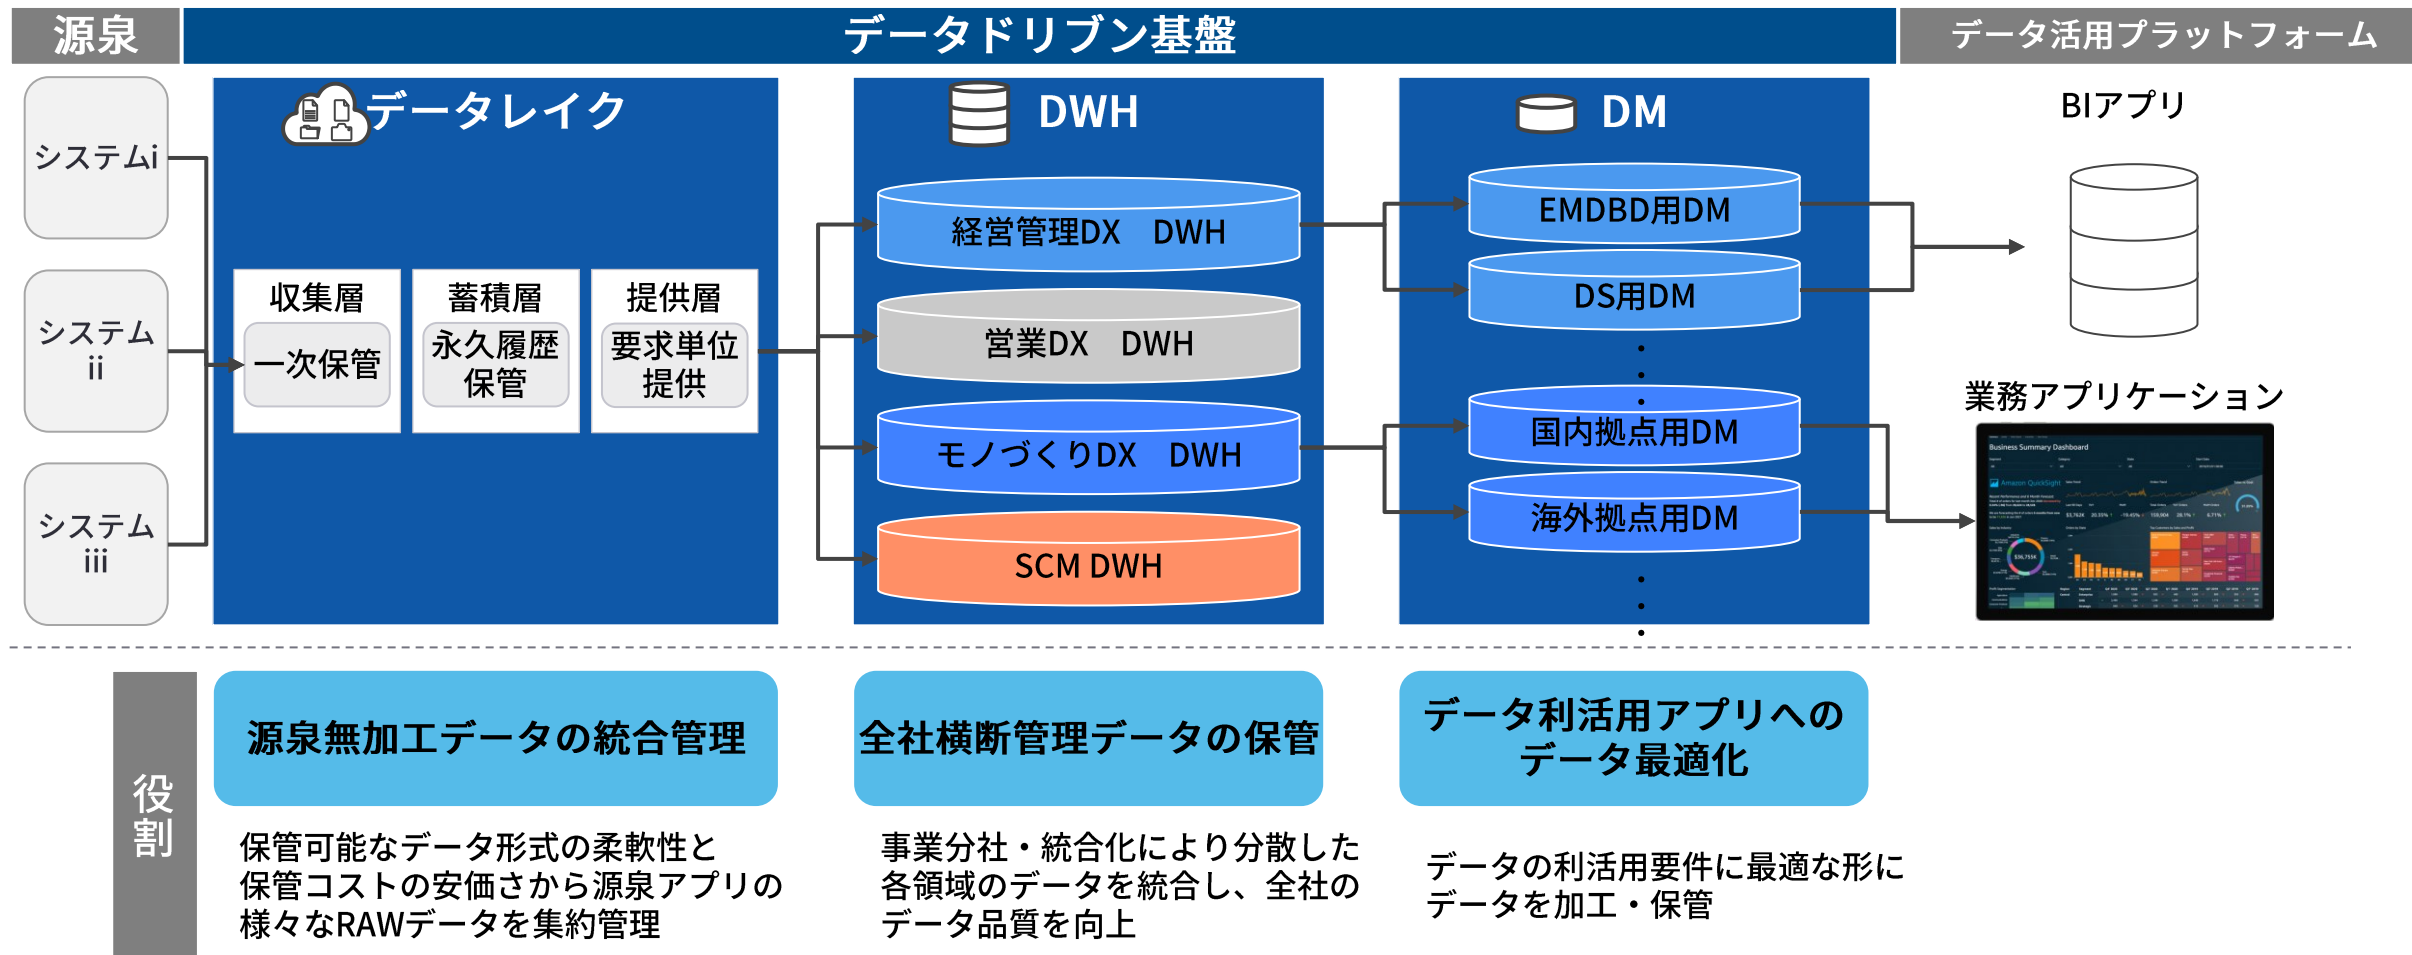 源泉
データドリブン基盤
データ活用プラットフォーム
システムi
システム
ii
システム
iii
データレイク
収集層
一次保管
蓄積層
永久履歴
保管
提供層
要求単位
提供
DWH
経営管理DX　DWH
営業DX　DWH
モノづくりDX　DWH
SCM DWH
DM
EMDBD用DM
DS用DM
・
・
・
国内拠点用DM
海外拠点用DM
・
・
・
BIアプリ
業務アプリケーション
Business Summary Dashboard
Amazon QuickSight
役
割
源泉無加工データの統合管理
保管可能なデータ形式の柔軟性と
保管コストの安価さから源泉アプリの
様々なRAWデータを集約管理
全社横断管理データの保管
事業分社・統合化により分散した
各領域のデータを統合し、全社の
データ品質を向上
データ利活用アプリへの
データ最適化
データの利活用要件に最適な形に
データを加工・保管